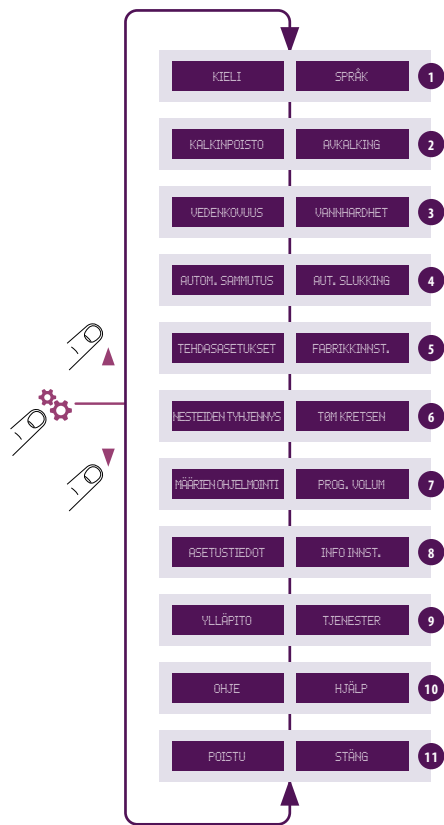 KIELI SPRÅK 1
KALKINPOISTO AVKALKING 2
VEDENKOVUUS VANNHARDHET 3
AUTOM. SAMMUTUS AUT. SLUKKING 4
TEHDASASETUKSET FABRIKKINNST. 5
NESTEIDEN TYHJENNYS TØM KRETSEN 6
MÄÄRIEN OHJELMOINTI PROG. VOLUM 7
ASETUSTIEDOT INFO INNST. 8
YLLÄPITO TJENESTER 9
OHJE HJÄLP 10
POISTU STÄNG 11